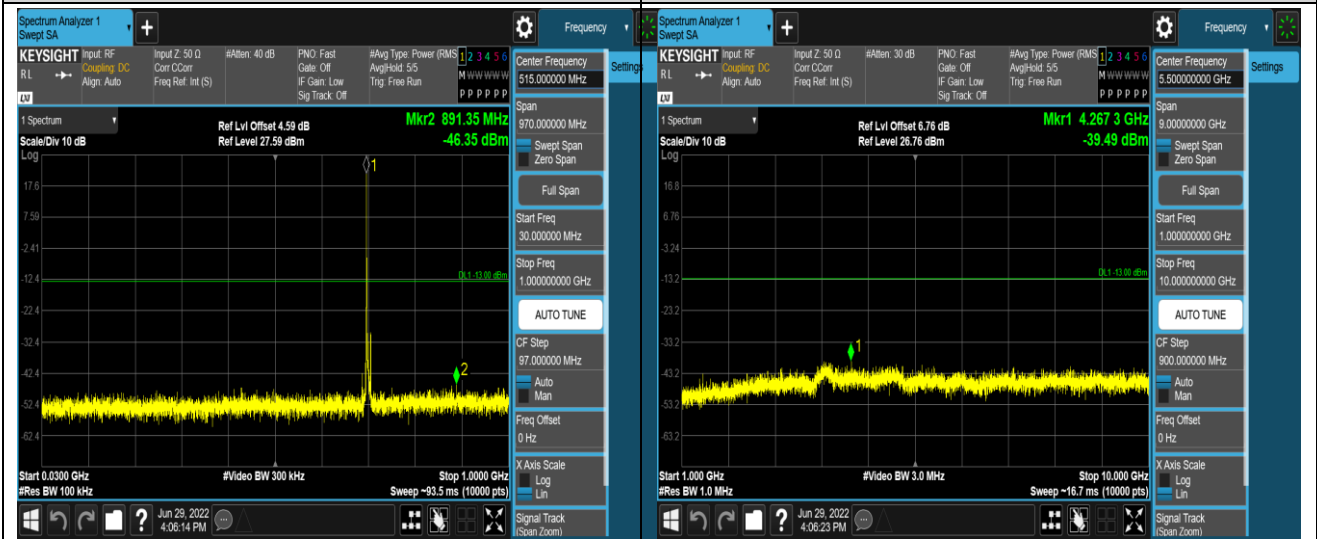 Spectrum Analyzer 1
Swept SA
+
Frequency
KEYSIGHT Input: RF Input Z: 50 Ω #Atten: 40 dB PNO: Fast #Avg Type: Power (RMS 1 2 3 4 5 6
RL Coupling: DC Corr CCorr Gate: Off Avg|Hold: 5/5 M W W W W W
Align: Auto Freq Ref: Int (S) IF Gain: Low Trig: Free Run
Sig Track: Off P P P P P P
LXI
Center Frequency
515.000000 MHz
Settings
Span
970.000000 MHz
Swept Span
Zero Span
Full Span
Start Freq
30.000000 MHz
Stop Freq
1.000000000 GHz
AUTO TUNE
CF Step
97.000000 MHz
Auto
Man
Freq Offset
0 Hz
X Axis Scale
Log
Lin
Signal Track
(Span Zoom)
1 Spectrum
Scale/Div 10 dB
Log
Ref Lvl Offset 4.59 dB
Ref Level 27.59 dBm
Mkr2 891.35 MHz
-46.35 dBm
1
17.6
7.59
-2.41
DL1 -13.00 dBm
-12.4
-22.4
-32.4
2
-42.4
-52.4
-62.4
Start 0.0300 GHz #Video BW 300 kHz Stop 1.0000 GHz
#Res BW 100 kHz Sweep ~93.5 ms (10000 pts)
?
Jun 29, 2022
4:06:14 PM
Spectrum Analyzer 1
Swept SA
+
Frequency
KEYSIGHT Input: RF Input Z: 50 Ω #Atten: 30 dB PNO: Fast #Avg Type: Power (RMS 1 2 3 4 5 6
RL Coupling: DC Corr CCorr Gate: Off Avg|Hold: 5/5 M W W W W W
Align: Auto Freq Ref: Int (S) IF Gain: Low Trig: Free Run
Sig Track: Off P P P P P P
LXI
Center Frequency
5.500000000 GHz
Settings
Span
9.00000000 GHz
Swept Span
Zero Span
Full Span
Start Freq
1.000000000 GHz
Stop Freq
10.000000000 GHz
AUTO TUNE
CF Step
900.000000 MHz
Auto
Man
Freq Offset
0 Hz
X Axis Scale
Log
Lin
Signal Track
(Span Zoom)
1 Spectrum
Scale/Div 10 dB
Log
Ref Lvl Offset 6.76 dB
Ref Level 26.76 dBm
Mkr1 4.267 3 GHz
-39.49 dBm
16.8
6.76
-3.24
DL1 -13.00 dBm
-13.2
-23.2
-33.2
1
-43.2
-53.2
-63.2
Start 1.000 GHz #Video BW 3.0 MHz Stop 10.000 GHz
#Res BW 1.0 MHz Sweep ~16.7 ms (10000 pts)
?
Jun 29, 2022
4:06:23 PM